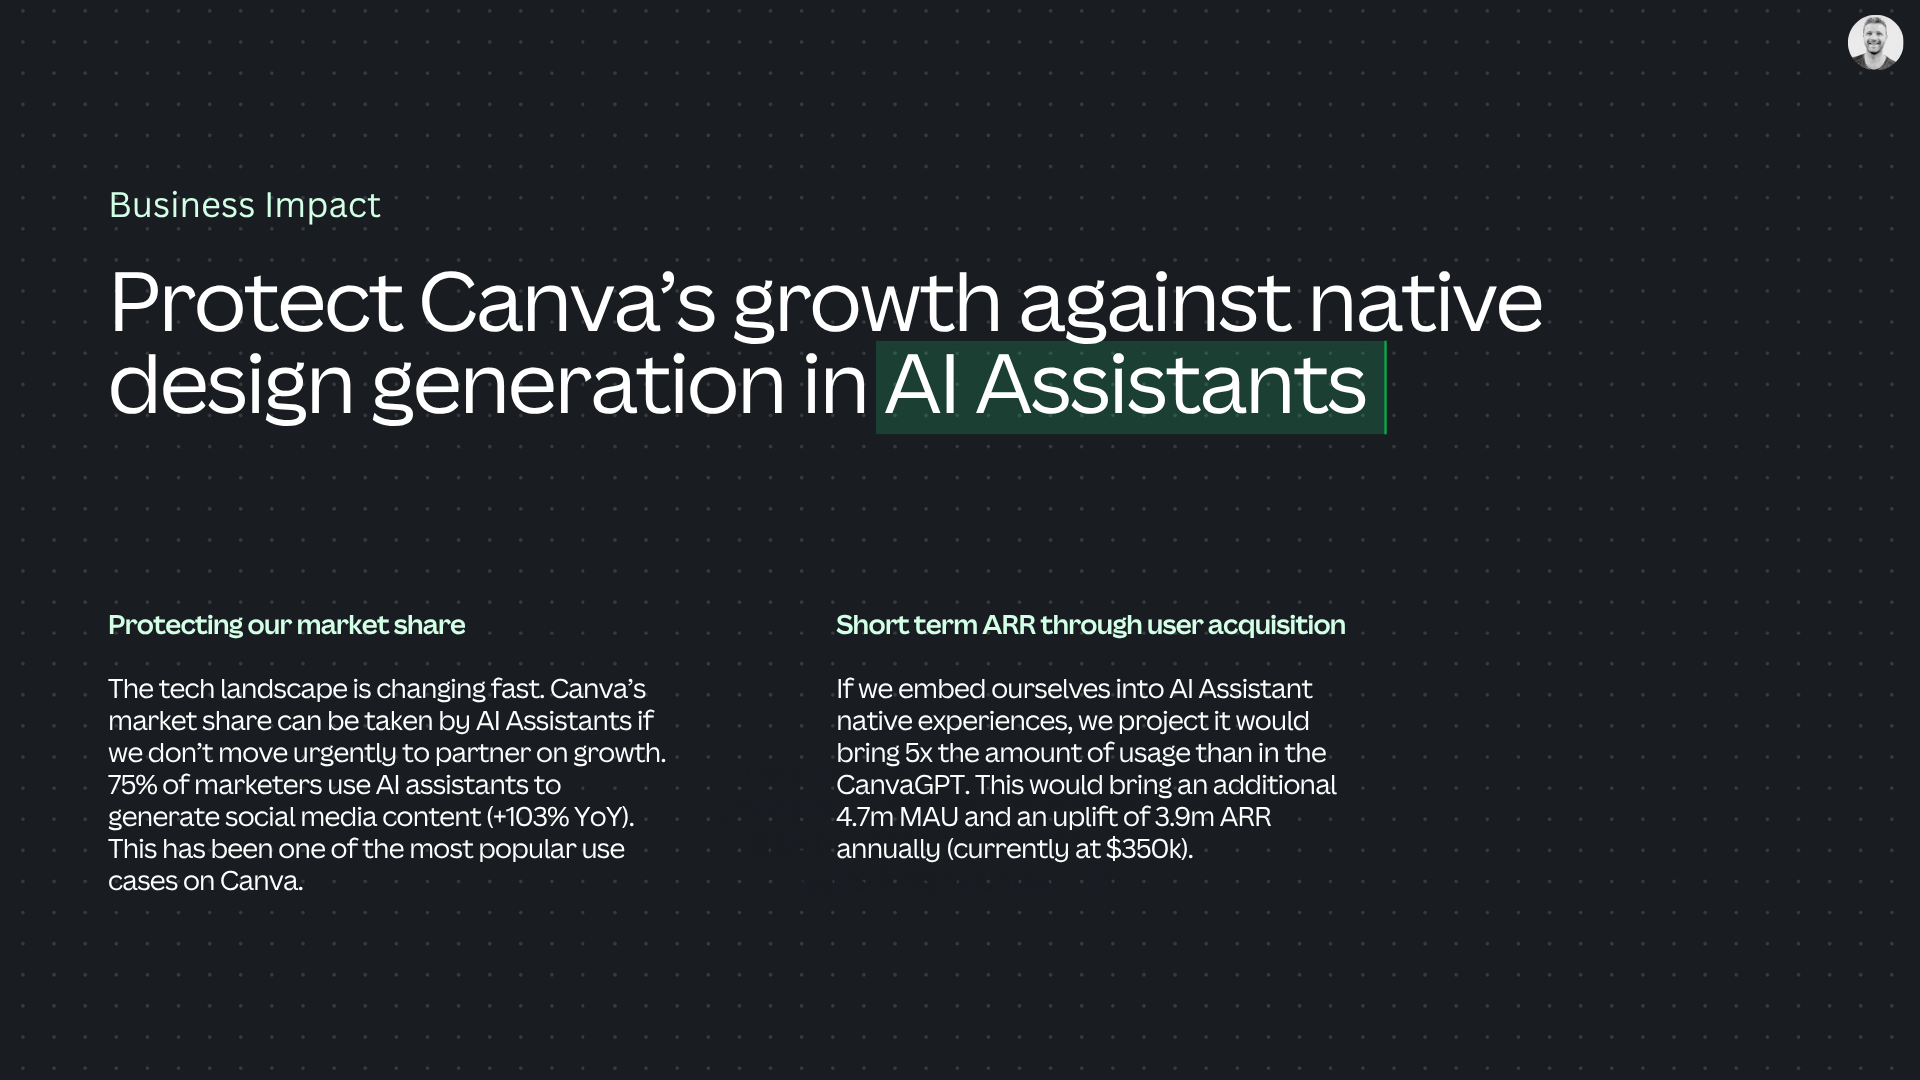 Business Impact
Protect Canva’s growth against native
design generation in AI Assistants
Protecting our market share
The tech landscape is changing fast. Canva’s
market share can be taken by AI Assistants if
we don’t move urgently to partner on growth.
75% of marketers use AI assistants to
generate social media content (+103% YoY).
This has been one of the most popular use
cases on Canva.
Short term ARR through user acquisition
If we embed ourselves into AI Assistant
native experiences, we project it would
bring 5x the amount of usage than in the
CanvaGPT. This would bring an additional
4.7m MAU and an uplift of 3.9m ARR
annually (currently at $350k).